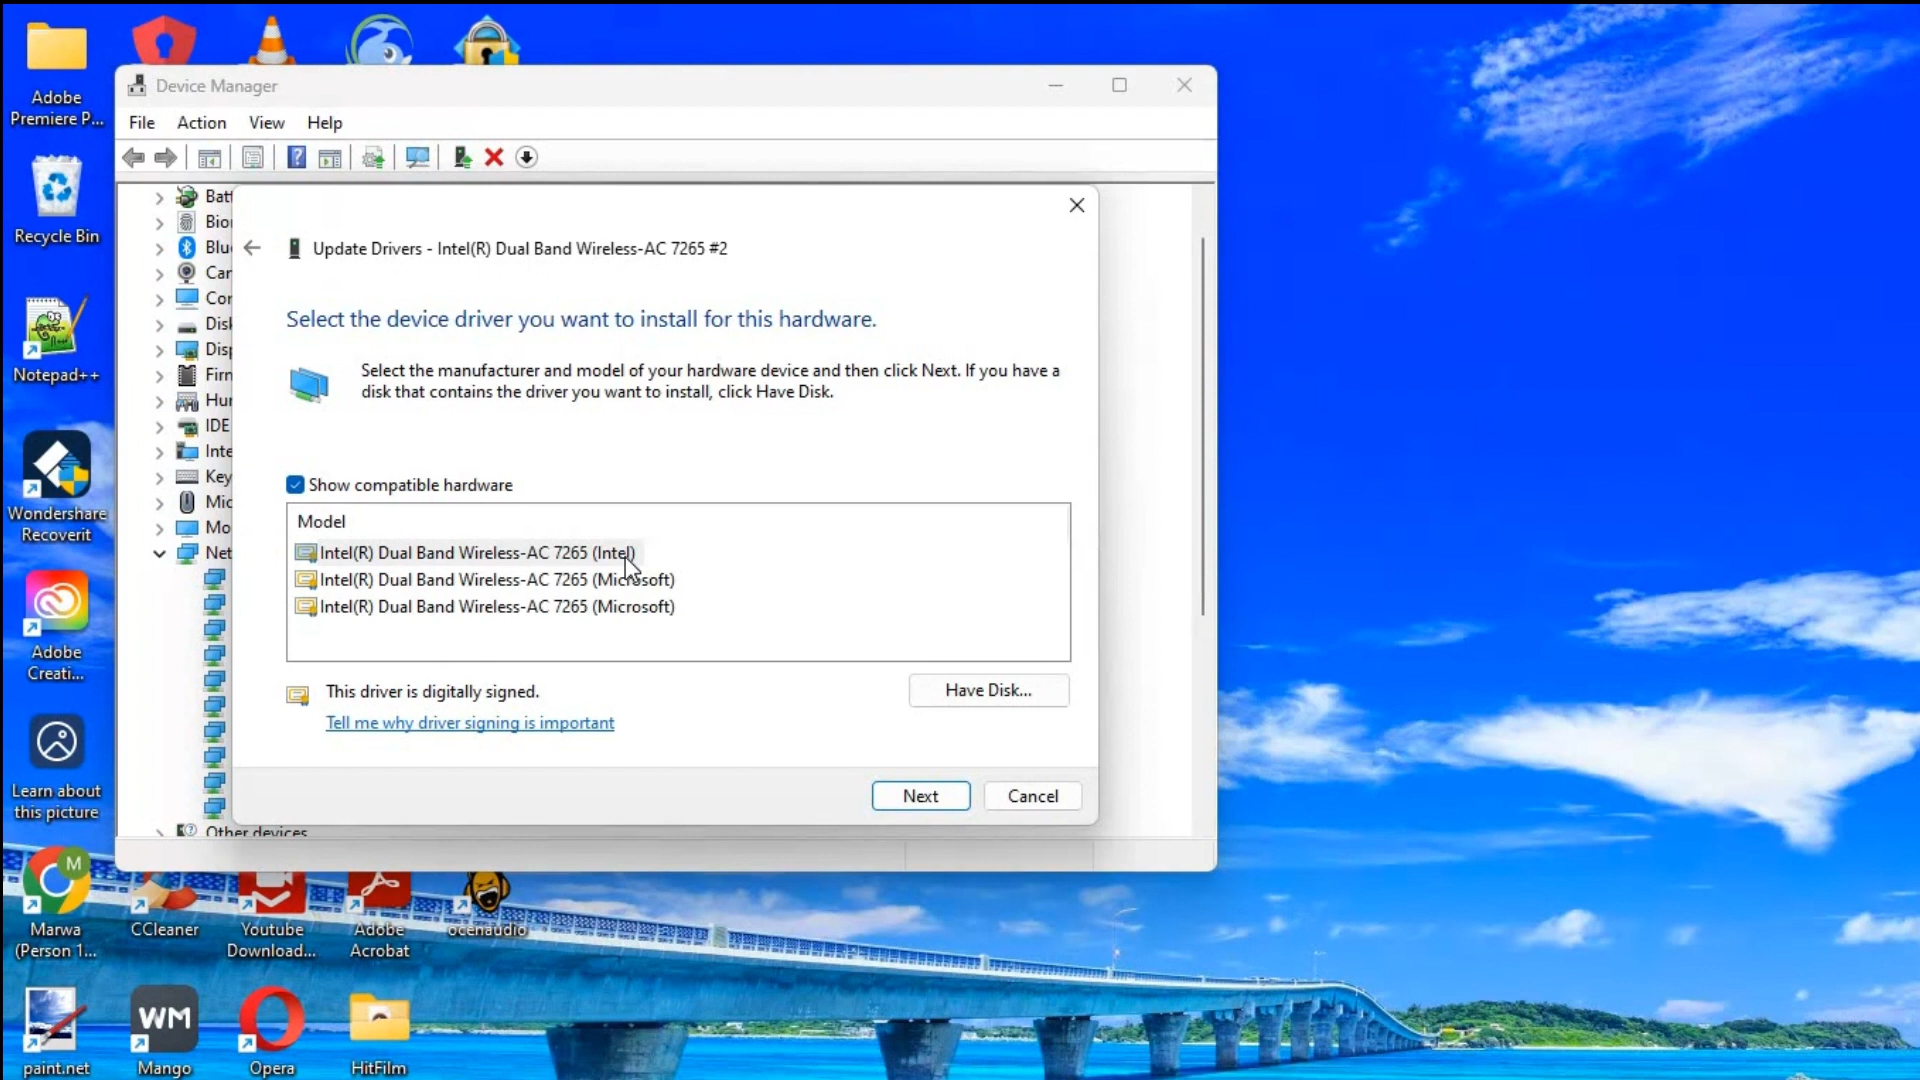 Adobe
Premiere P...
Recycle Bin
Notepad++
Wondershare
Recoverit
Adobe
Creati...
Learn about
this picture
M
Marwa
(Person 1...
paint.net
CCleaner
Youtube
Download...
Adobe
Acrobat
ocenaudio
WM
Mango
Opera
HitFilm
Device Manager
File Action View Help
Batt
Bior
Blu
Car
Cor
Disk
Disp
Firn
Hur
IDE
Inte
Key
Mic
Mo
Net
Other devices
Update Drivers - Intel(R) Dual Band Wireless-AC 7265 #2
Select the device driver you want to install for this hardware.
Select the manufacturer and model of your hardware device and then click Next. If you have a
disk that contains the driver you want to install, click Have Disk.
Show compatible hardware
Model
Intel(R) Dual Band Wireless-AC 7265 (Intel)
Intel(R) Dual Band Wireless-AC 7265 (Microsoft)
Intel(R) Dual Band Wireless-AC 7265 (Microsoft)
This driver is digitally signed.
Have Disk...
Tell me why driver signing is important
Next
Cancel